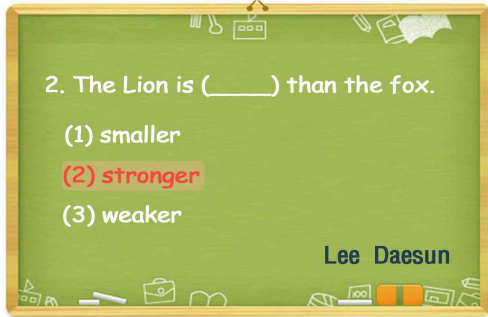 2. The Lion is (_____) than the fox.
(1) smaller
(2) stronger
(3) weaker
Lee Daesun